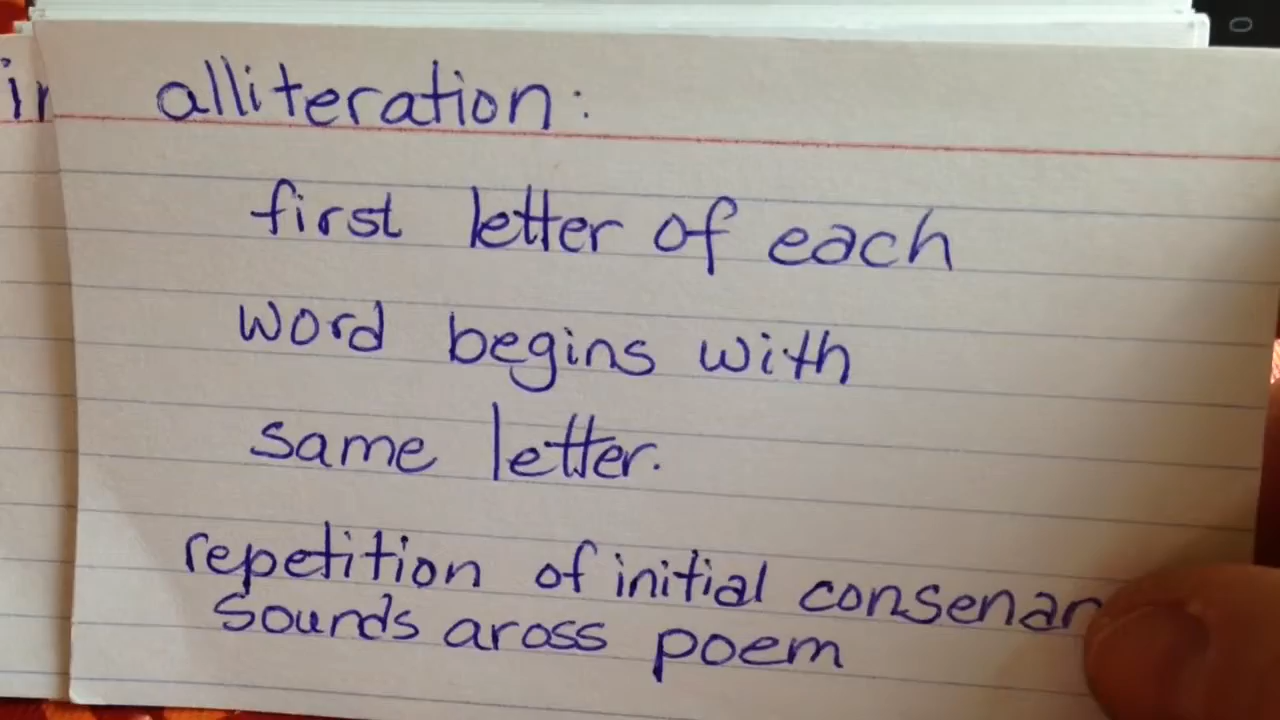 alliteration:
first letter of each
word begins with
same letter.
repetition of initial consenan
sounds aross poem